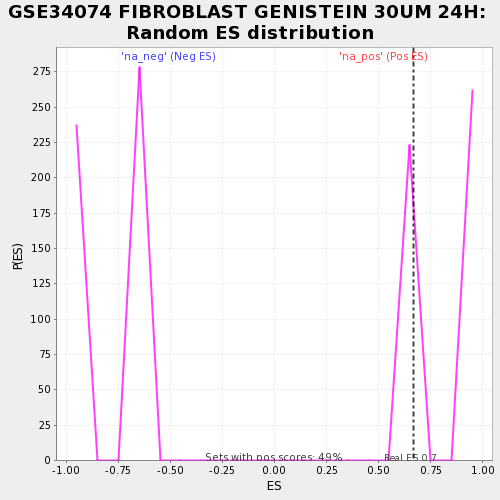 GSE34074 FIBROBLAST GENISTEIN 30UM 24H:
Random ES distribution
'na_neg' (Neg ES)
'na_pos' (Pos ES)
275
250
225
200
175
150
125
100
75
50
25
0
P(ES)
Sets with pos scores: 49%
Real ES 0.7
-1.00 -0.75 -0.50 -0.25 0.00 0.25 0.50 0.75 1.00
ES